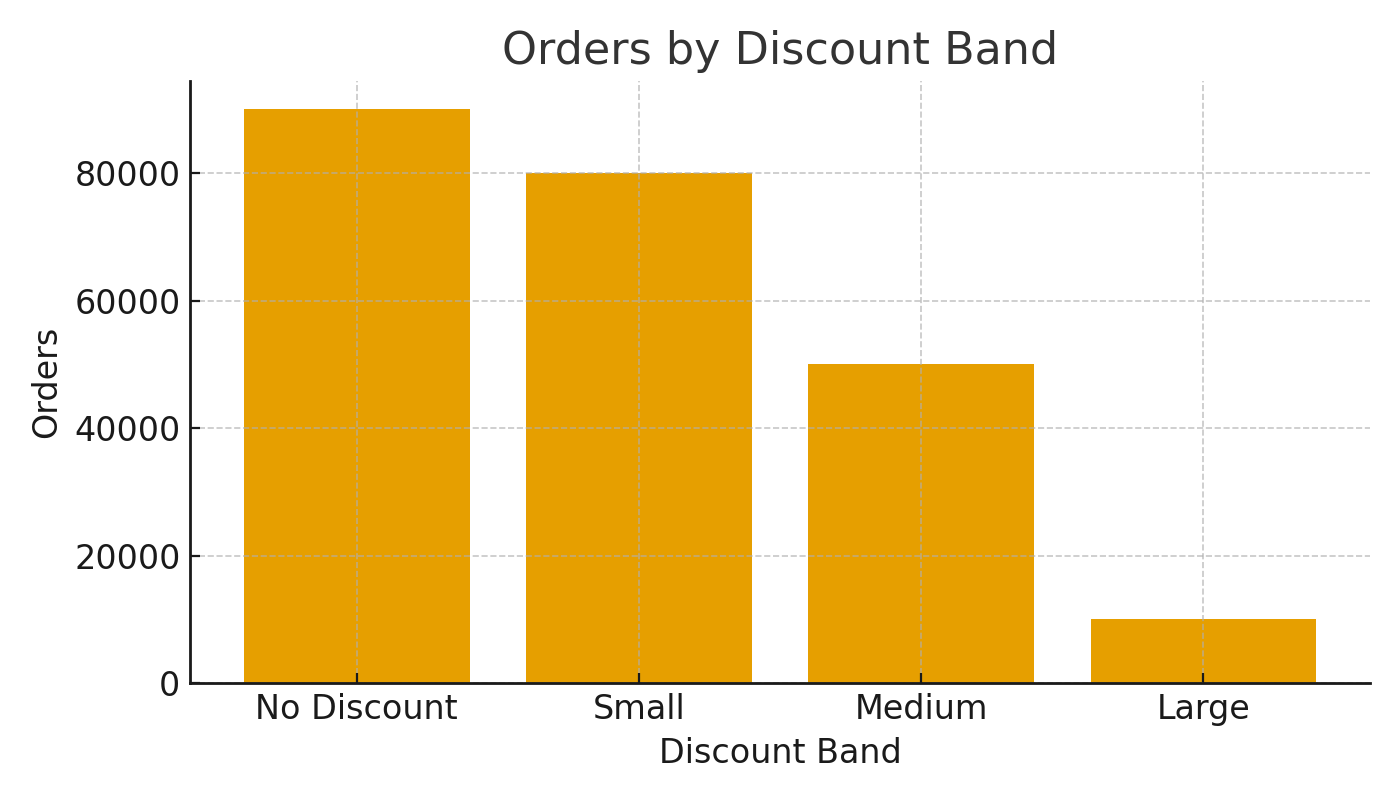 Orders by Discount Band
Orders
80000
60000
40000
20000
0
No Discount Small Medium Large
Discount Band